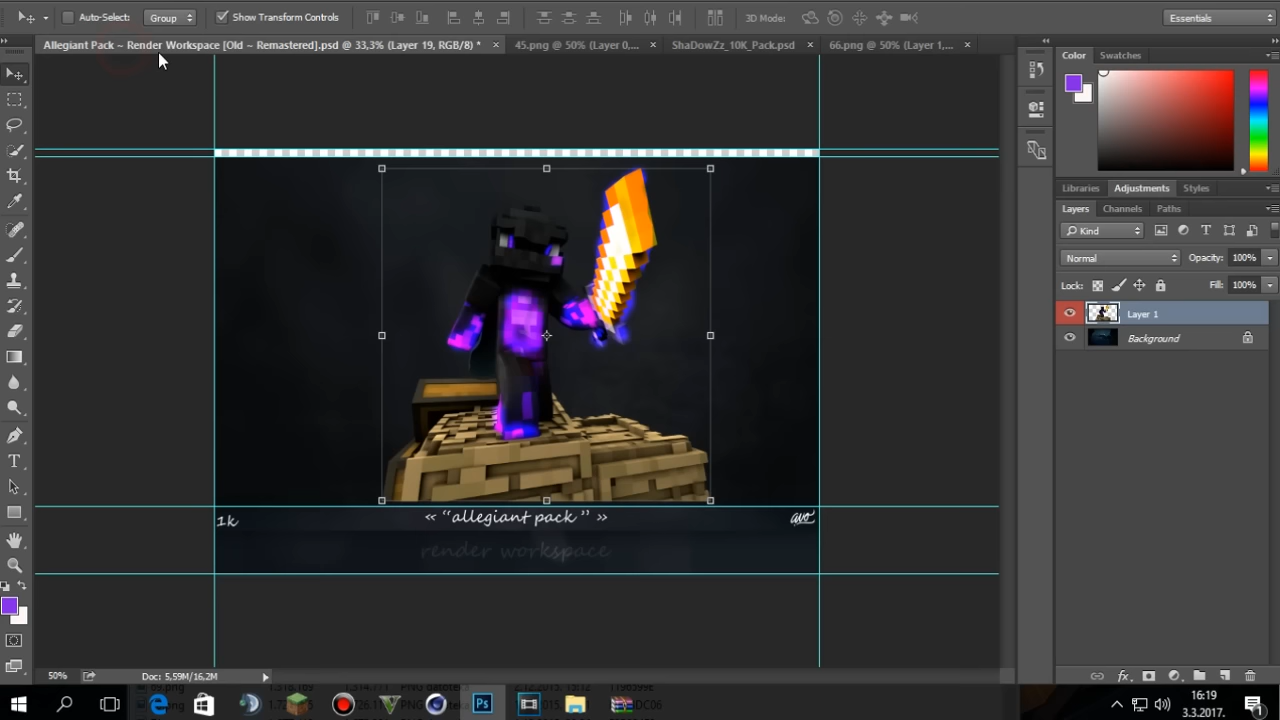 Auto-Select: Group Show Transform Controls 3D Mode: Essentials
Allegiant Pack ~ Render Workspace [Old ~ Remastered].psd @ 33,3% (Layer 19, RGB/8) * × 45.png @ 50% (Layer 0,... × ShaDowZz_10K_Pack.psd × 66.png @ 50% (Layer 1,... ×
Color Swatches
Libraries Adjustments Styles
Layers Channels Paths
Kind
Normal Opacity: 100%
Lock: Fill: 100%
Layer 1
Background
1k « “allegiant pack” » avo
render workspace
50% Doc: 5,59M/16,2M
16:19
3.3.2017.